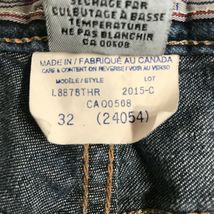 SÉCHAGE PAR
CULBUTAGE À BASSE
TEMPÉRATURE
NE PAS BLANCHIR
CA 00508
MADE IN / FABRIQUÉ AU CANADA
CARE & CONTENT ON REVERSE / VOIR AU VERSO
MODÈLE / STYLE LOT
L8878THR 2015-C
CA00508
32 (24054)